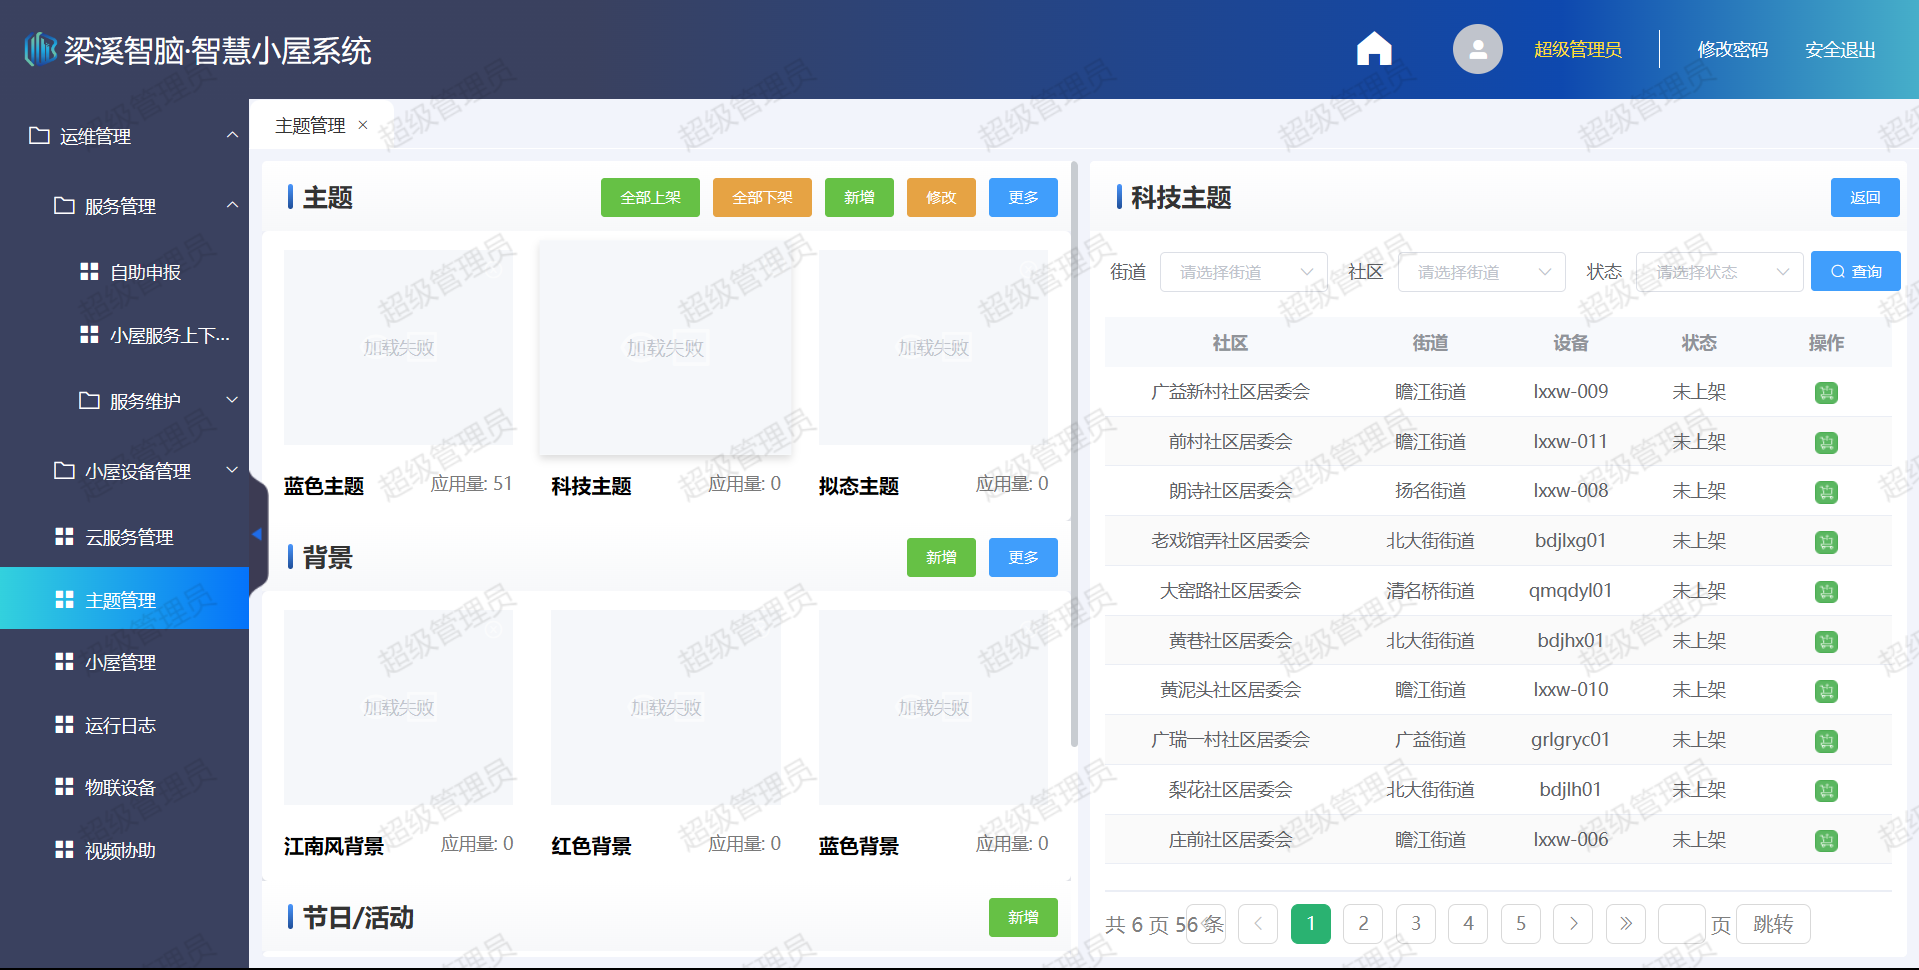 梁溪智脑·智慧小屋系统
超级管理员
修改密码
安全退出
运维管理
服务管理
自助申报
小屋服务上下...
服务维护
小屋设备管理
云服务管理
主题管理
小屋管理
运行日志
物联设备
视频协助
主题管理 ×
主题
全部上架 全部下架 新增 修改 更多
加载失败 加载失败 加载失败
蓝色主题 应用量: 51 科技主题 应用量: 0 拟态主题 应用量: 0
背景
新增 更多
加载失败 加载失败 加载失败
江南风背景 应用量: 0 红色背景 应用量: 0 蓝色背景 应用量: 0
节日/活动
新增
科技主题
返回
街道 请选择街道 社区 请选择街道 状态 请选择状态 查询
社区 街道 设备 状态 操作
广益新村社区居委会 瞻江街道 lxxw-009 未上架
前村社区居委会 瞻江街道 lxxw-011 未上架
朗诗社区居委会 扬名街道 lxxw-008 未上架
老戏馆弄社区居委会 北大街街道 bdjlxg01 未上架
大窑路社区居委会 清名桥街道 qmqdyl01 未上架
黄巷社区居委会 北大街街道 bdjhx01 未上架
黄泥头社区居委会 瞻江街道 lxxw-010 未上架
广瑞一村社区居委会 广益街道 grlgryc01 未上架
梨花社区居委会 北大街街道 bdjlh01 未上架
庄前社区居委会 瞻江街道 lxxw-006 未上架
共 6 页 56 条 1 2 3 4 5 页 跳转